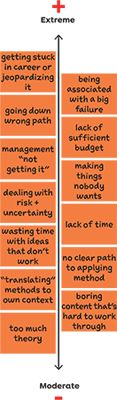 +
Extreme
getting stuck
in career or
jeopardizing
it
being
associated with
a big
failure
going down
wrong path
lack of
sufficient
budget
management
"not
getting it"
making
things
nobody
wants
dealing with
risk +
uncertainty
lack of time
wasting time
with ideas
that don't
work
no clear path
to applying
method
"translating"
methods to
own context
boring
content that's
hard to work
through
too much
theory
Moderate
-